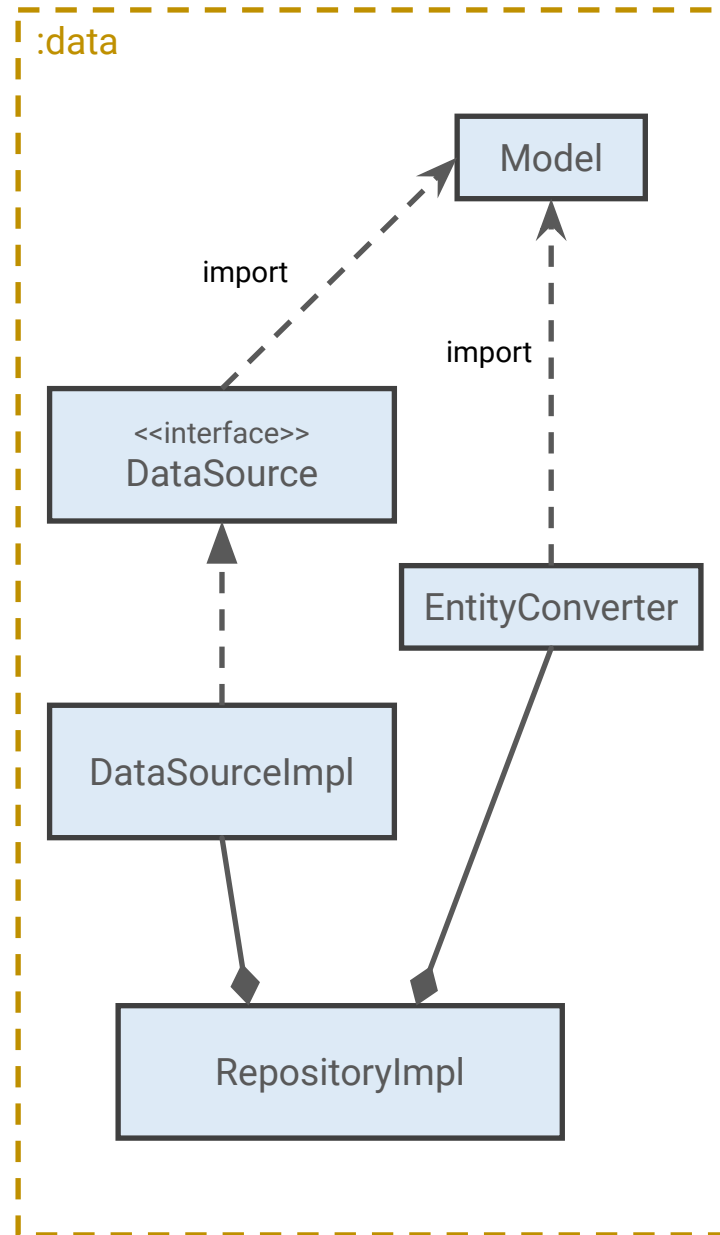 :data
Model
import
import
<<interface>>
DataSource
EntityConverter
DataSourceImpl
RepositoryImpl